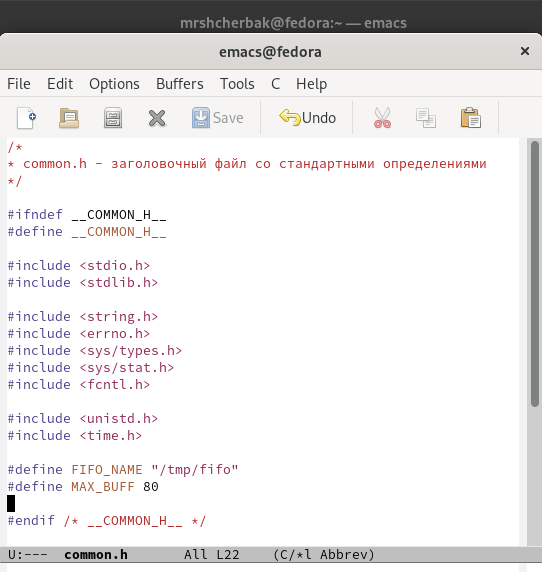 mrshcherbak@fedora:~ — emacs
emacs@fedora ×
File Edit Options Buffers Tools C Help
Save Undo
/*
* common.h - заголовочный файл со стандартными определениями
*/
#ifndef __COMMON_H__
#define __COMMON_H__
#include <stdio.h>
#include <stdlib.h>
#include <string.h>
#include <errno.h>
#include <sys/types.h>
#include <sys/stat.h>
#include <fcntl.h>
#include <unistd.h>
#include <time.h>
#define FIFO_NAME "/tmp/fifo"
#define MAX_BUFF 80
#endif /* __COMMON_H__ */
U:--- common.h All L22 (C/*l Abbrev)